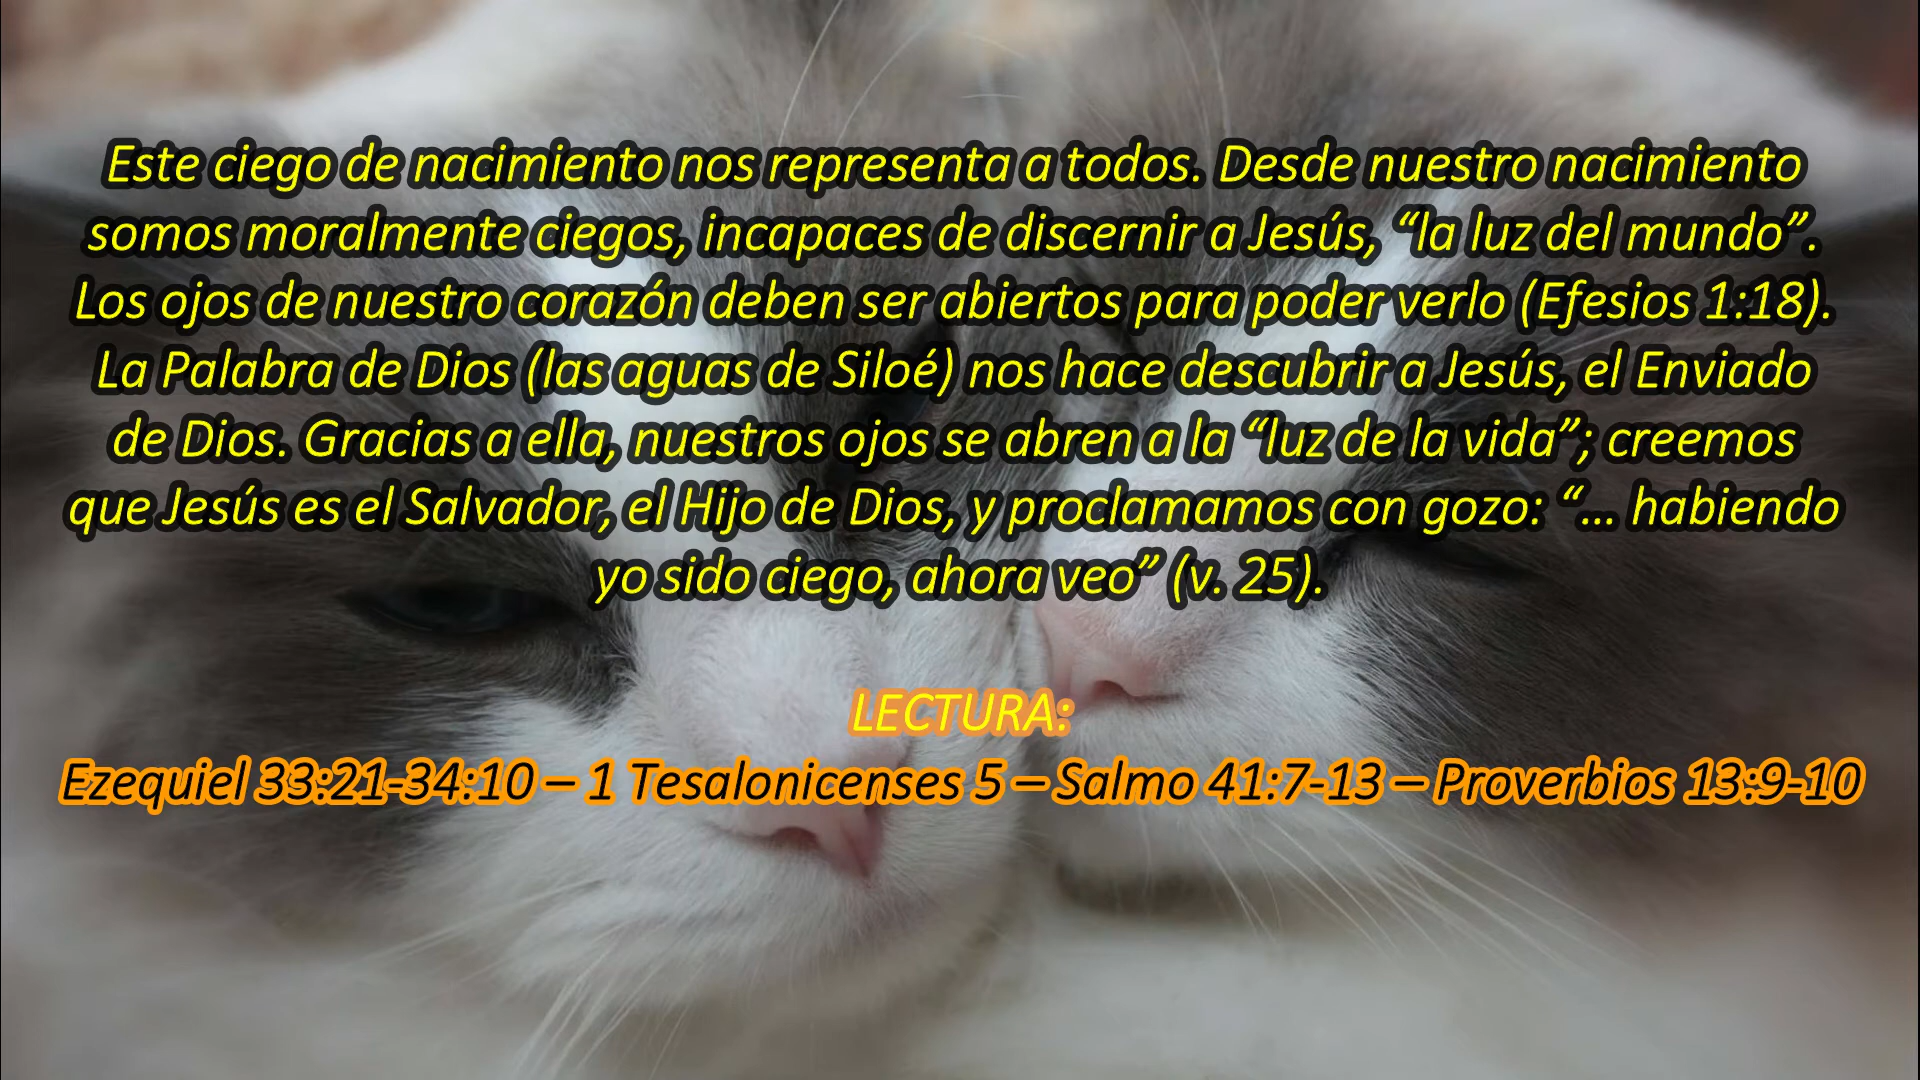 Este ciego de nacimiento nos representa a todos. Desde nuestro nacimiento
somos moralmente ciegos, incapaces de discernir a Jesús, “la luz del mundo”.
Los ojos de nuestro corazón deben ser abiertos para poder verlo (Efesios 1:18).
La Palabra de Dios (las aguas de Siloé) nos hace descubrir a Jesús, el Enviado
de Dios. Gracias a ella, nuestros ojos se abren a la “luz de la vida”; creemos
que Jesús es el Salvador, el Hijo de Dios, y proclamamos con gozo: “... habiendo
yo sido ciego, ahora veo” (v. 25).
LECTURA:
Ezequiel 33:21-34:10 – 1 Tesalonicenses 5 – Salmo 41:7-13 – Proverbios 13:9-10